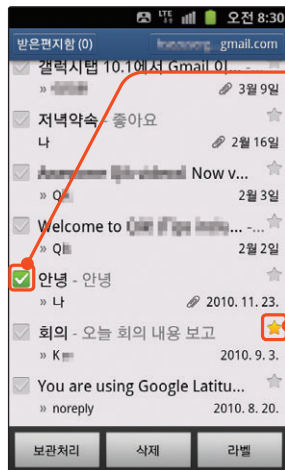 LTE 오전 8:30
받은편지함 (0) gmail.com
갤럭시탭 10.1에서 Gmail 이... -...
» 3월 9일
저녁약속 - 좋아요
나 2월 16일
Now v...
» Q 2월 3일
Welcome to ... -...
» Q 2월 2일
안녕 - 안녕
» 나 2010. 11. 23.
회의 - 오늘 회의 내용 보고
» K 2010. 9. 3.
You are using Google Latitu...
» noreply 2010. 8. 20.
보관처리 삭제 라벨